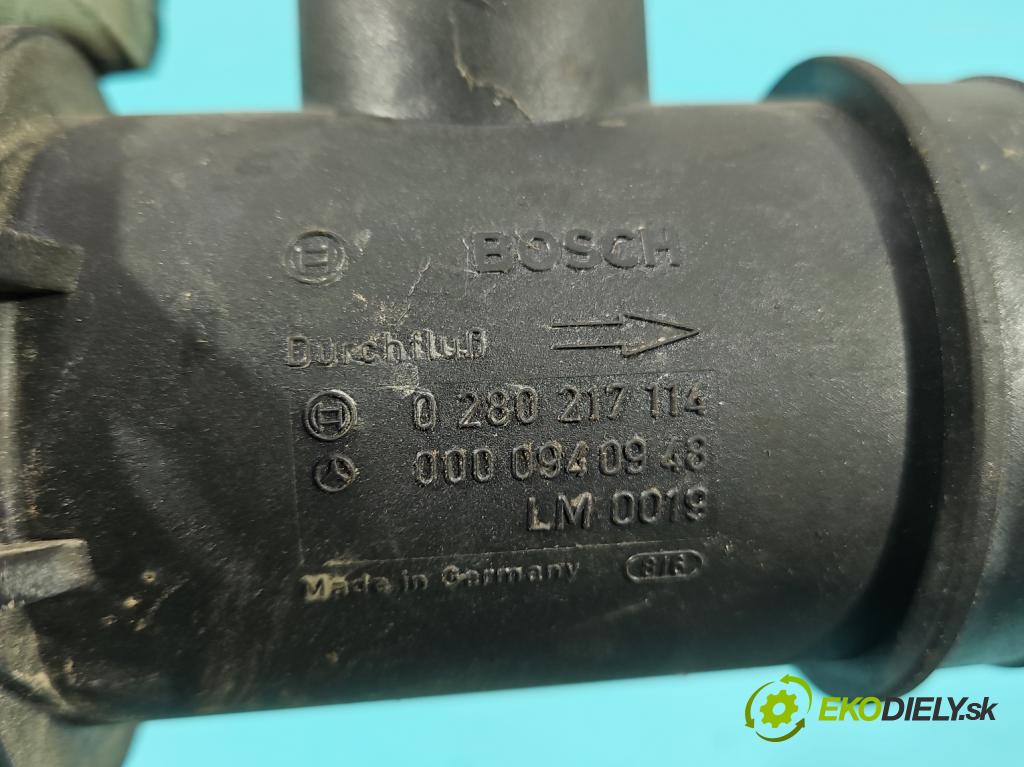 BOSCH
Durchfluß
0 280 217 114
000 094 09 48
LM 0019
Made in Germany
EKODIELY.sk